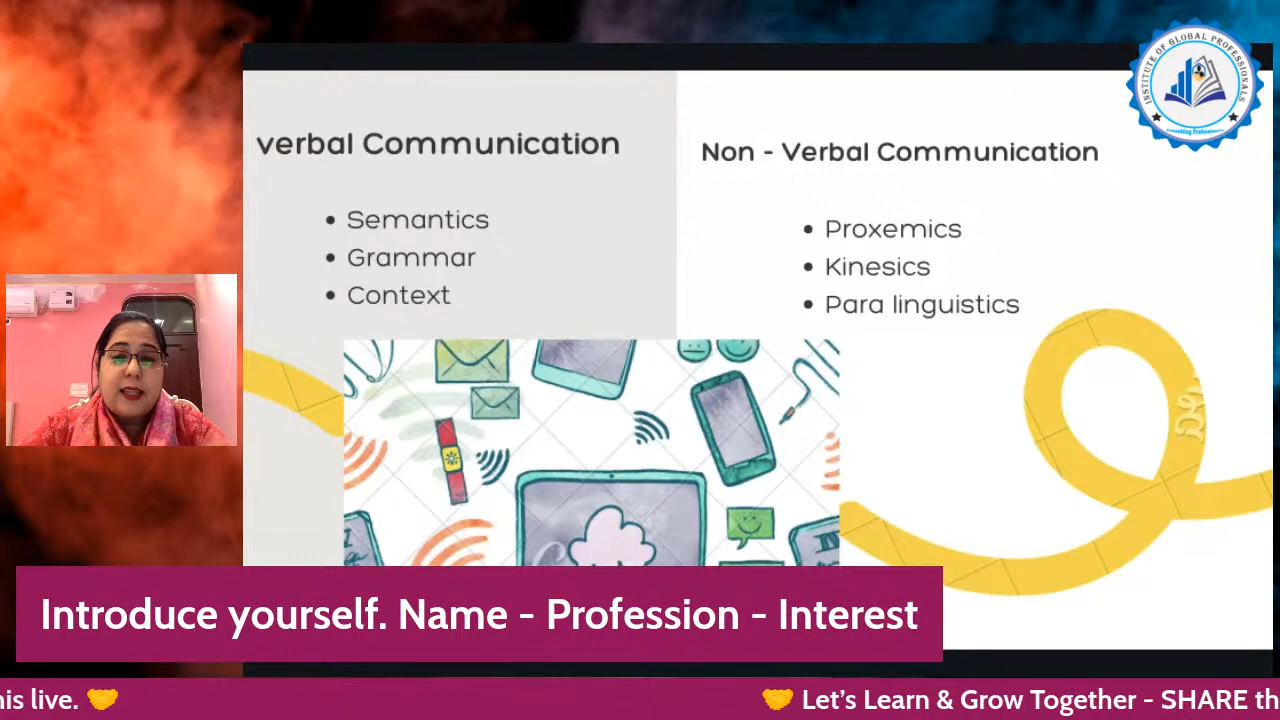 INSTITUTE OF GLOBAL PROFESSIONALS
verbal Communication
Non - Verbal Communication
• Semantics
• Grammar
• Context
• Proxemics
• Kinesics
• Para linguistics
Introduce yourself. Name - Profession - Interest
his live. 🤝
🤝 Let's Learn & Grow Together - SHARE th